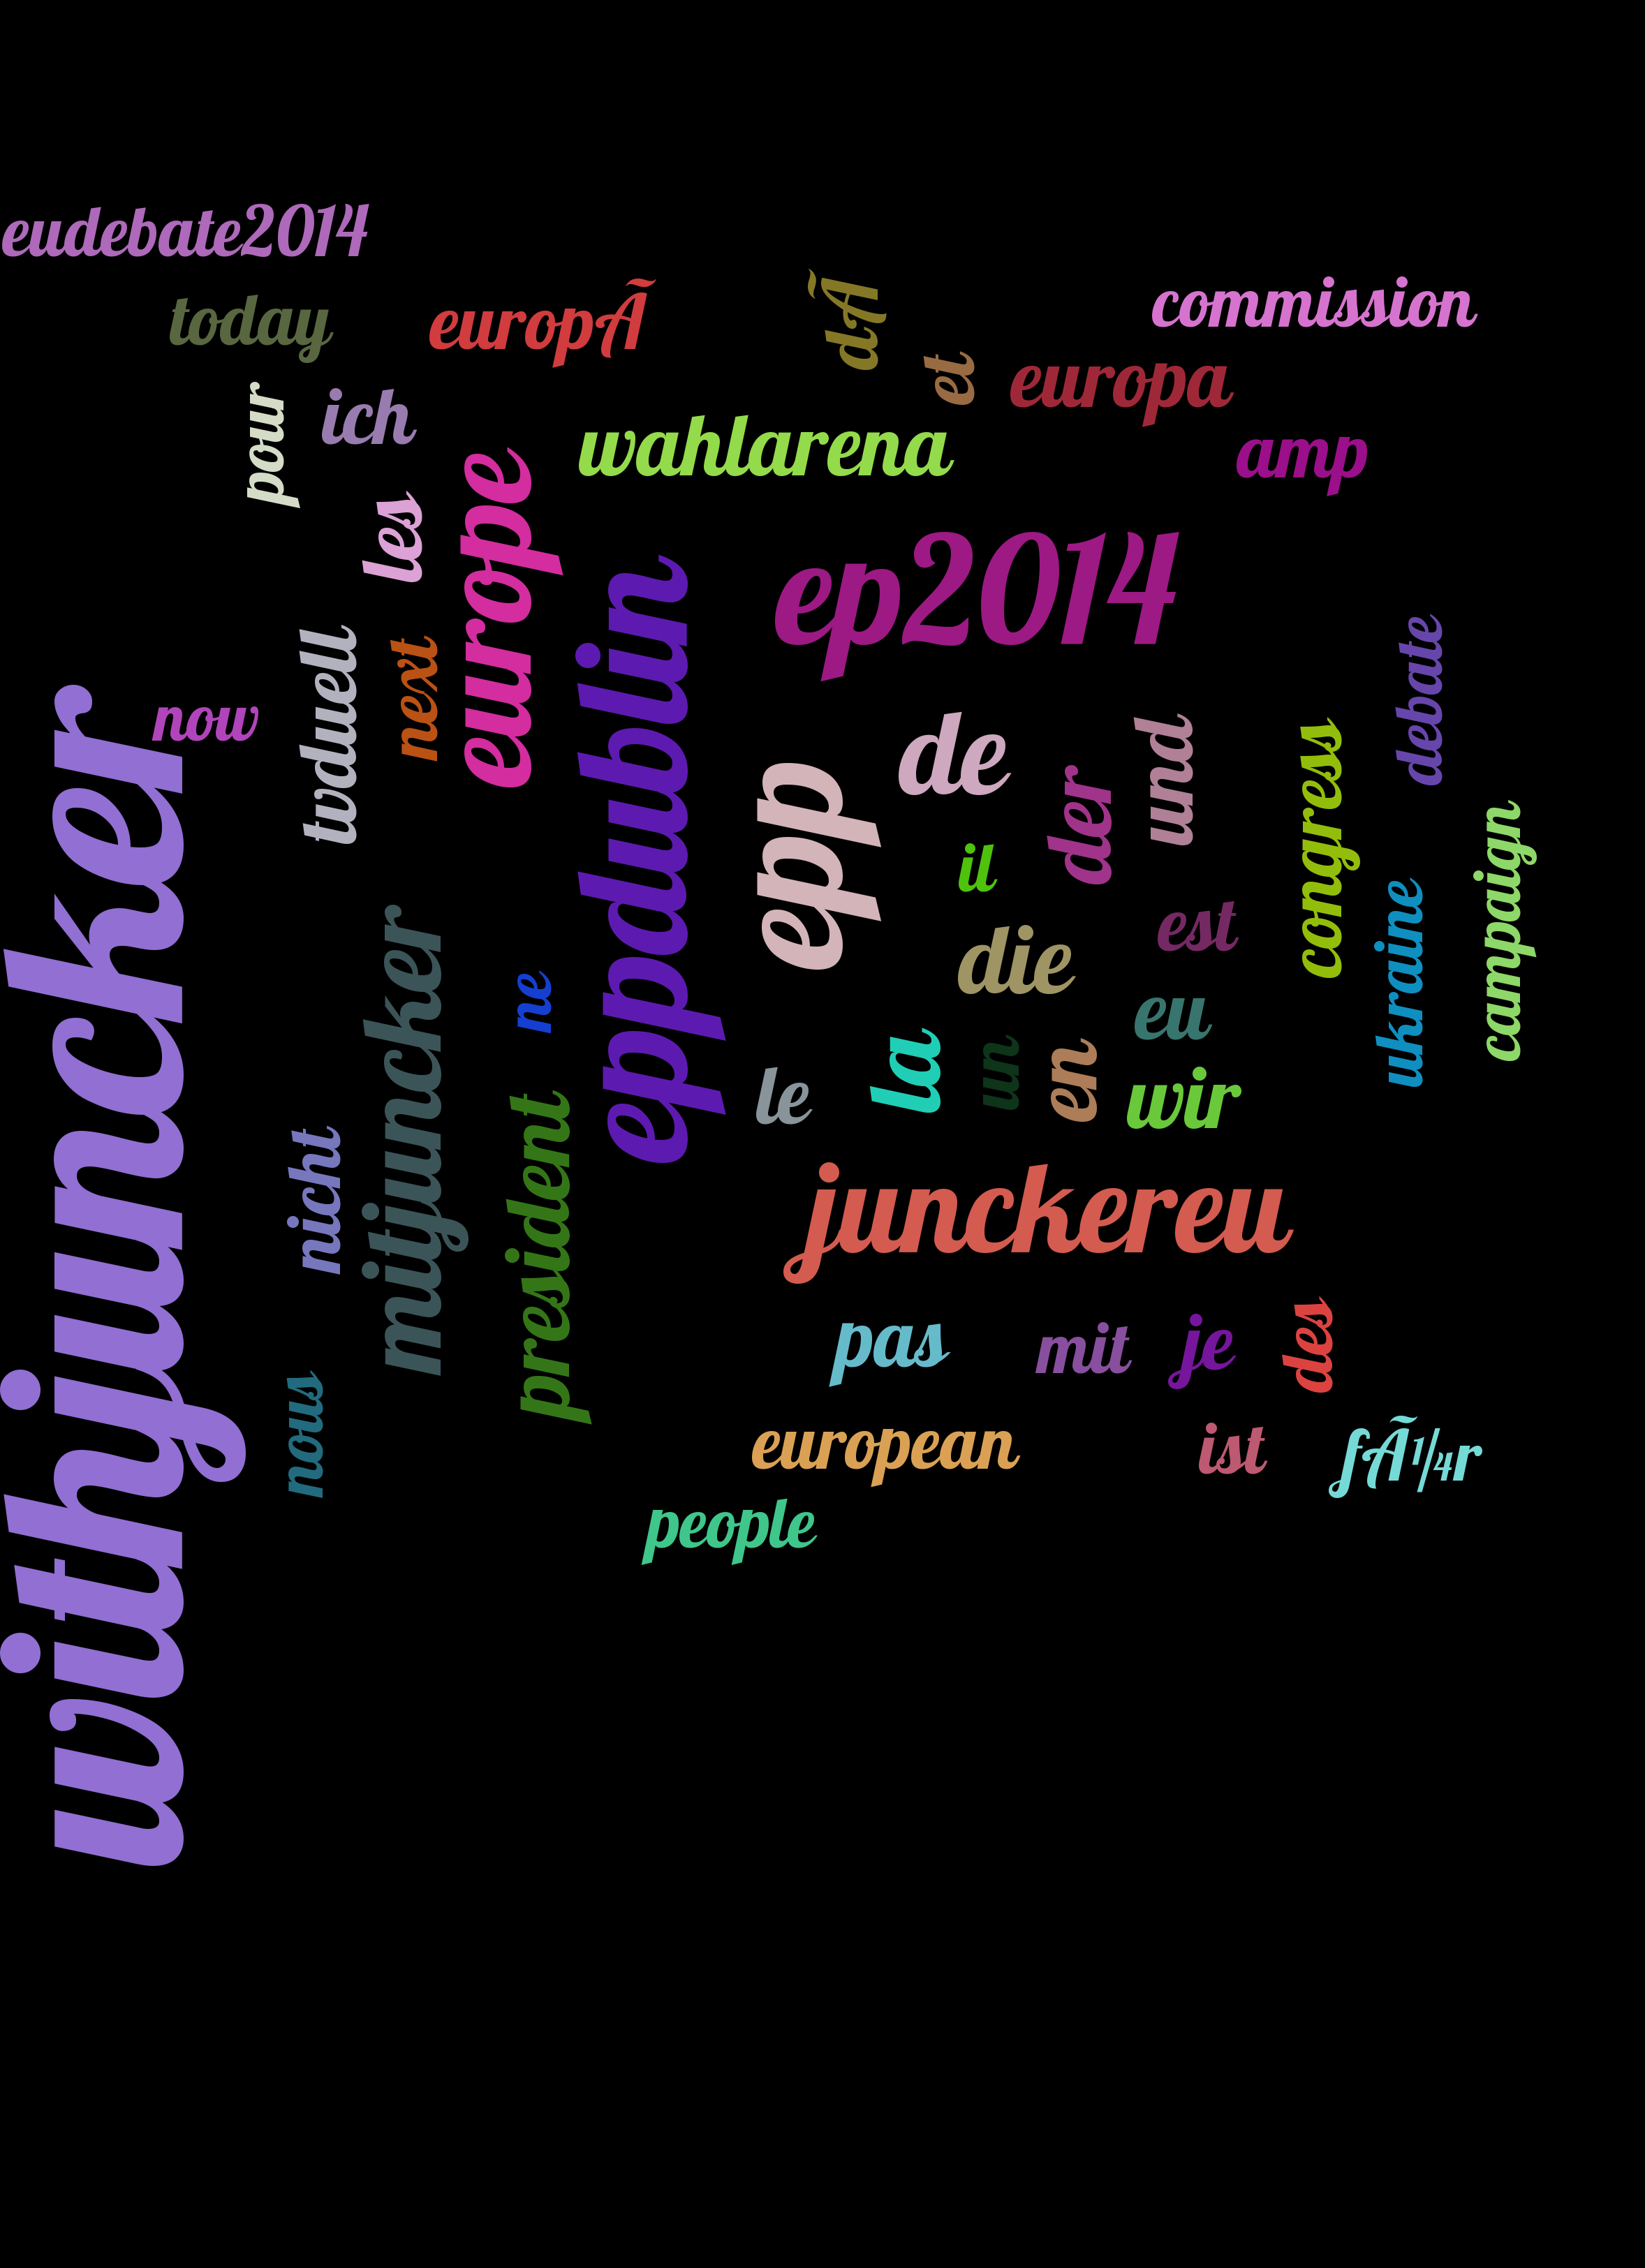 eudebate2014
today
europÃ
dÃ
commission
et
europa
pour
ich
wahlarena
amp
les
europe
ep2014
eppdublin
tvduell
next
debate
withjuncker
now
de
und
congress
epp
der
il
campaign
est
ukraine
mitjuncker
die
ne
eu
la
un
en
le
wir
president
nicht
junckereu
pas
mit
je
des
nous
european
ist
fÃ¼r
people